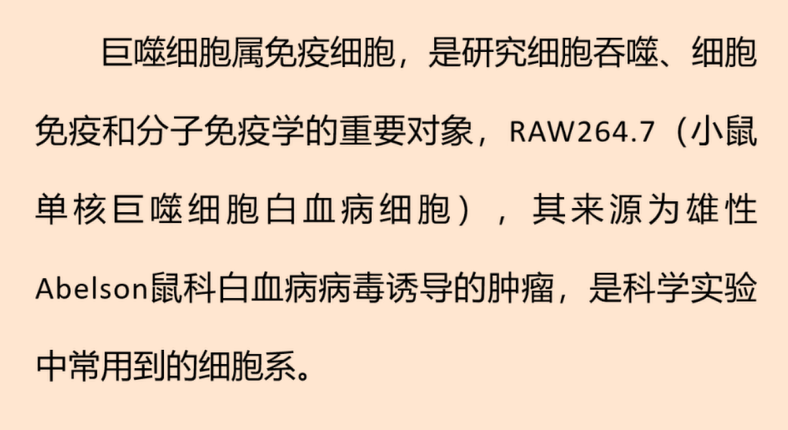 巨噬细胞属免疫细胞，是研究细胞吞噬、细胞
免疫和分子免疫学的重要对象，RAW264.7（小鼠
单核巨噬细胞白血病细胞），其来源为雄性
Abelson鼠科白血病病毒诱导的肿瘤，是科学实验
中常用到的细胞系。